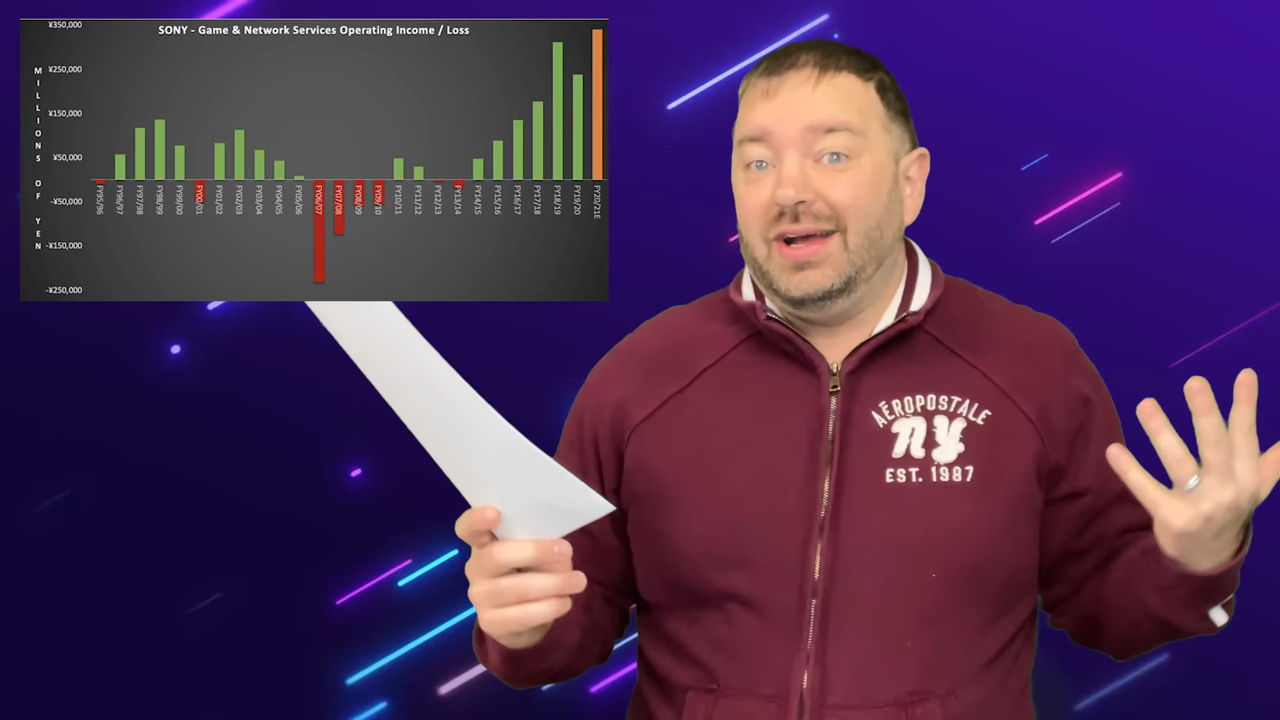 SONY - Game & Network Services Operating Income / Loss
MILLIONS OF YEN
¥350,000
¥250,000
¥150,000
¥50,000
-¥50,000
-¥150,000
-¥250,000
FY95/96
FY96/97
FY97/98
FY98/99
FY99/00
FY00/01
FY01/02
FY02/03
FY03/04
FY04/05
FY05/06
FY06/07
FY07/08
FY08/09
FY09/10
FY10/11
FY11/12
FY12/13
FY13/14
FY14/15
FY15/16
FY16/17
FY17/18
FY18/19
FY19/20
FY20/21E
AÉROPOSTALE
NY
EST. 1987